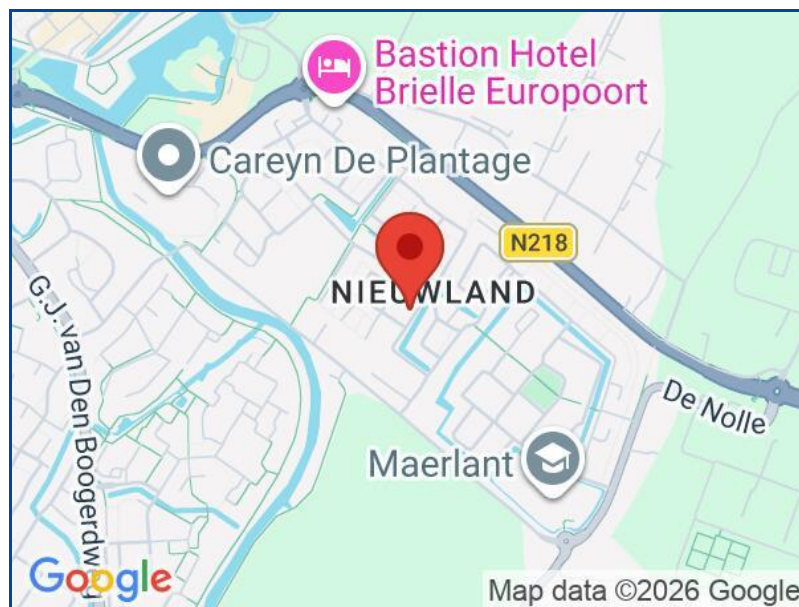 Bastion Hotel
Brielle Europoort
Careyn De Plantage
N218
NIEUWLAND
G.J. van Den Boogerdweg
De Nolle
Maerlant
Google
Map data ©2026 Google